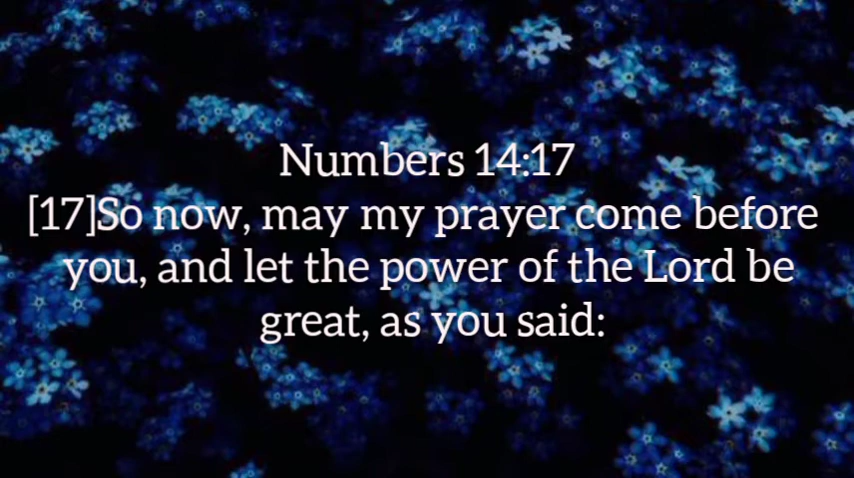 Numbers 14:17
[17]So now, may my prayer come before
you, and let the power of the Lord be
great, as you said: